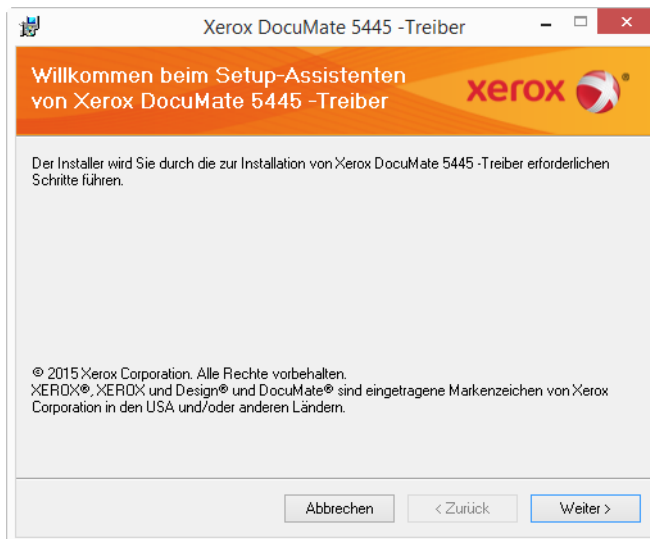 Xerox DocuMate 5445 -Treiber
Willkommen beim Setup-Assistenten
von Xerox DocuMate 5445 -Treiber
xerox
Der Installer wird Sie durch die zur Installation von Xerox DocuMate 5445 -Treiber erforderlichen
Schritte führen.
© 2015 Xerox Corporation. Alle Rechte vorbehalten.
XEROX®, XEROX und Design® und DocuMate® sind eingetragene Markenzeichen von Xerox
Corporation in den USA und/oder anderen Ländern.
Abbrechen
< Zurück
Weiter >